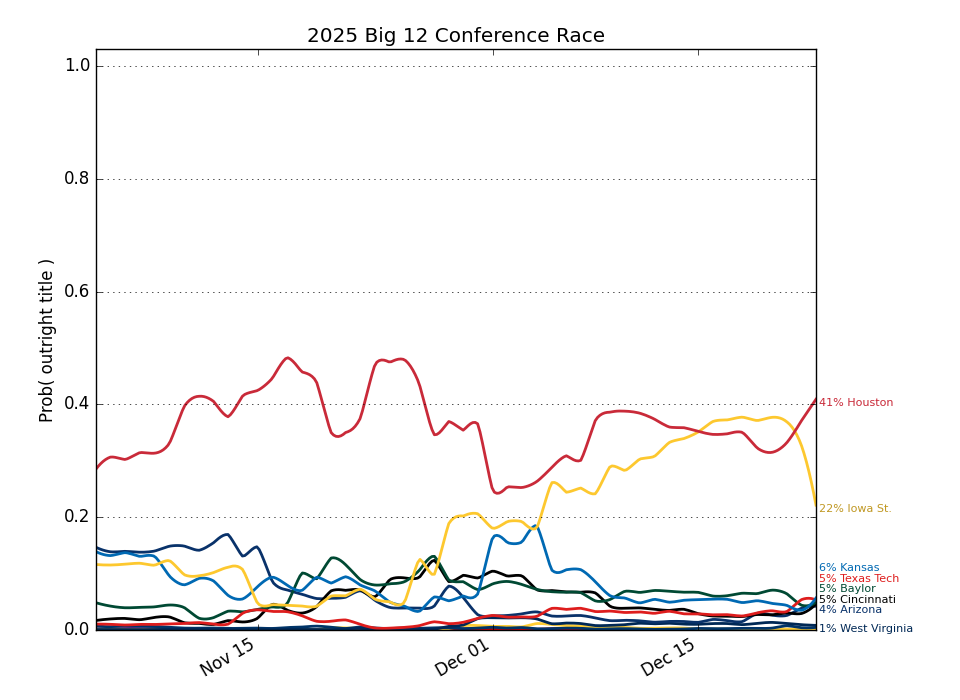 2025 Big 12 Conference Race
Prob( outright title )
1.0
0.8
0.6
0.4
0.2
0.0
Nov 15
Dec 01
Dec 15
41% Houston
22% Iowa St.
6% Kansas
5% Texas Tech
5% Baylor
5% Cincinnati
4% Arizona
1% West Virginia